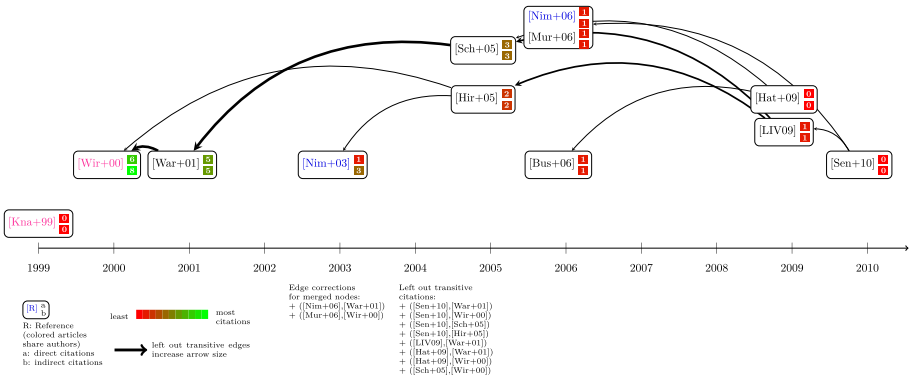 [Nim+06] 1 1
[Mur+06] 1 1
[Sch+05] 3 3
[Hir+05] 2 2
[Hat+09] 0 0
[LIV09] 1 1
[Wir+00] 6 8
[War+01] 5 5
[Nim+03] 1 3
[Bus+06] 1 1
[Sen+10] 0 0
[Kna+99] 0 0
1999 2000 2001 2002 2003 2004 2005 2006 2007 2008 2009 2010
[R] a b
R: Reference
(colored articles
share authors)
a: direct citations
b: indirect citations
least
most
citations
left out transitive edges
increase arrow size
Edge corrections
for merged nodes:
+ ([Nim+06],[War+01])
+ ([Mur+06],[Wir+00])
Left out transitive
citations:
+ ([Sen+10],[War+01])
+ ([Sen+10],[Wir+00])
+ ([Sen+10],[Sch+05])
+ ([Sen+10],[Hir+05])
+ ([LIV09],[War+01])
+ ([Hat+09],[War+01])
+ ([Hat+09],[Wir+00])
+ ([Sch+05],[Wir+00])